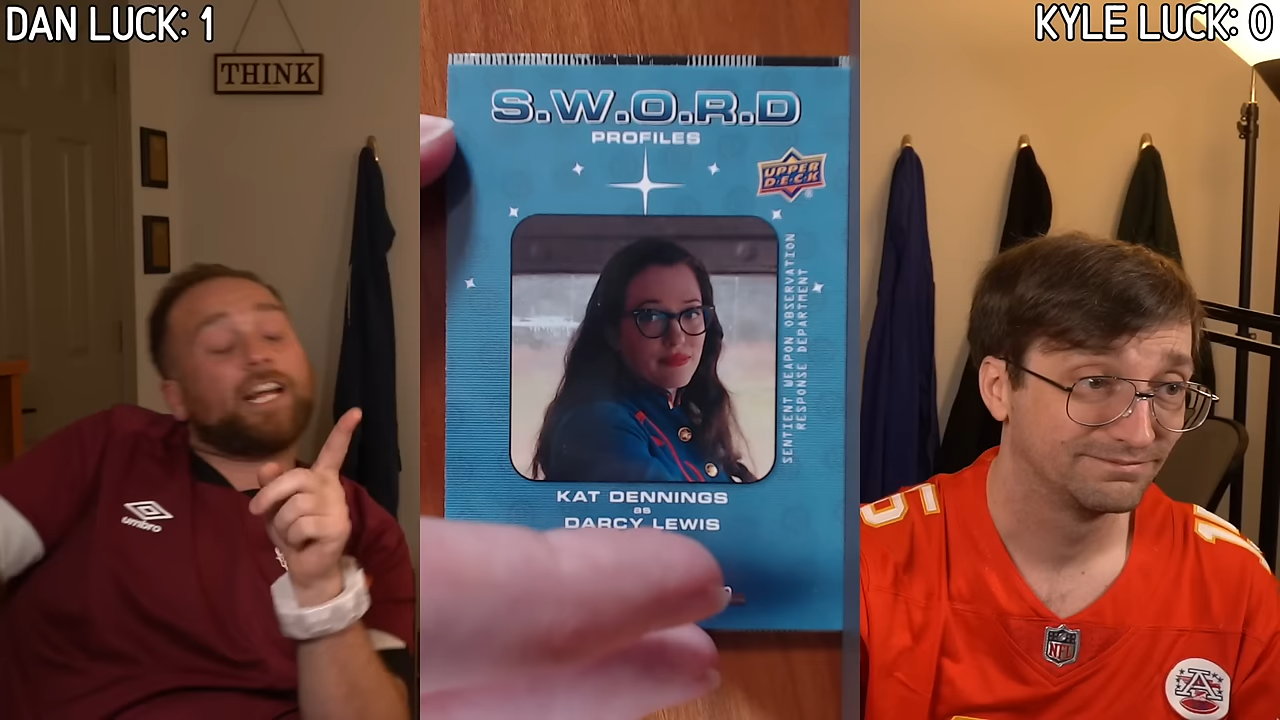 DAN LUCK: 1
KYLE LUCK: 0
THINK
S.W.O.R.D
PROFILES
UPPER
DECK
SENTIENT WEAPON OBSERVATION
RESPONSE DEPARTMENT
KAT DENNINGS
as
DARCY LEWIS
umbro
NFL
15